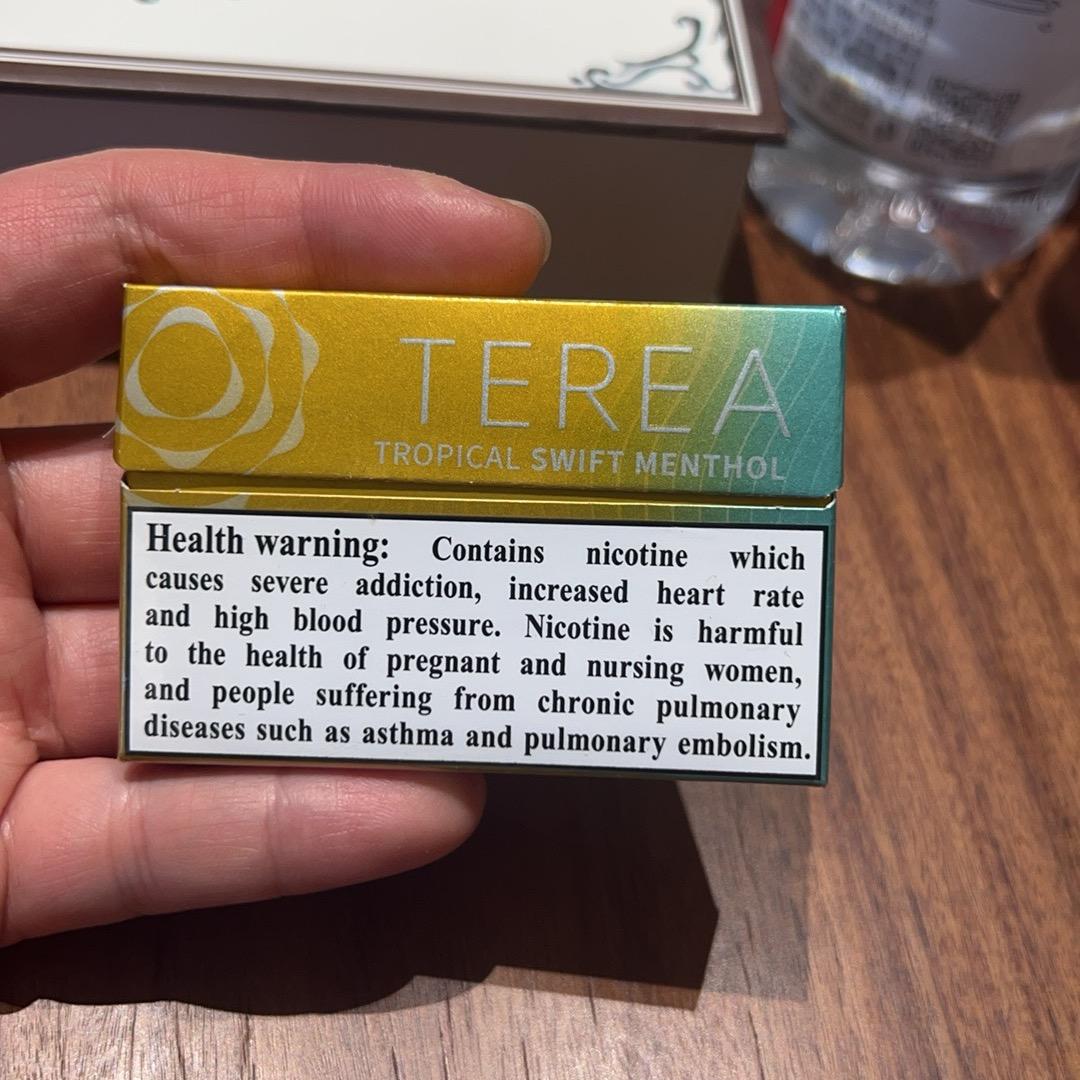 TEREA
TROPICAL SWIFT MENTHOL
Health warning: Contains nicotine which
causes severe addiction, increased heart rate
and high blood pressure. Nicotine is harmful
to the health of pregnant and nursing women,
and people suffering from chronic pulmonary
diseases such as asthma and pulmonary embolism.